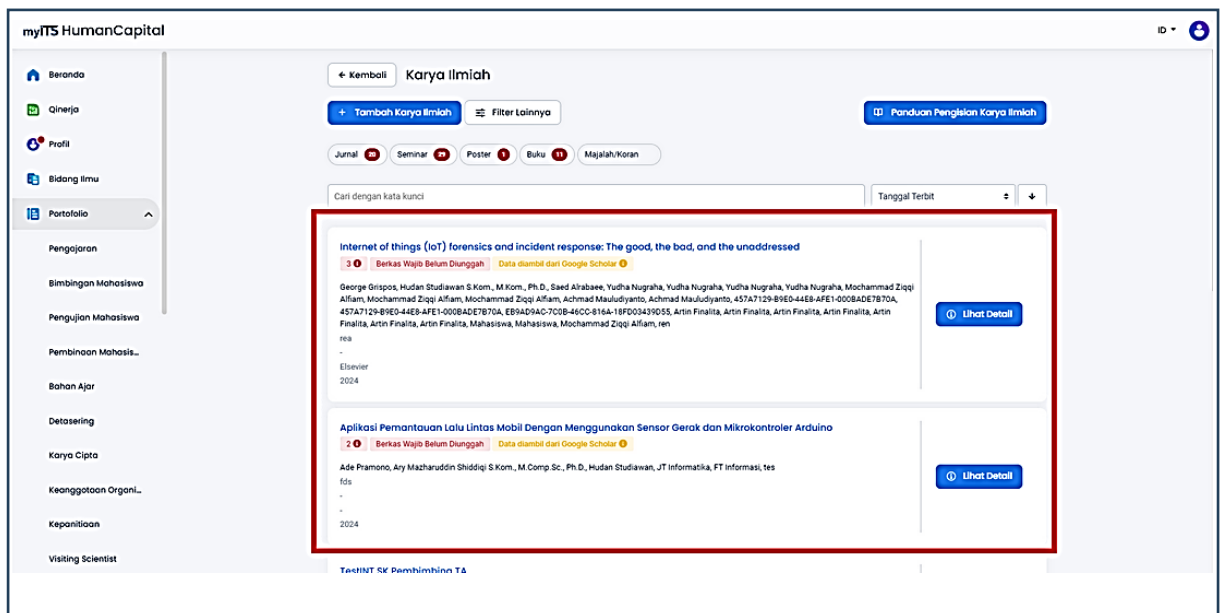 myITS HumanCapital
ID
Beranda
Qinerja
Profil
Bidang Ilmu
Portofolio
Pengajaran
Bimbingan Mahasiswa
Pengujian Mahasiswa
Pembinaan Mahasis...
Bahan Ajar
Detasering
Karya Cipta
Keanggotaan Organi...
Kepanitiaan
Visiting Scientist
← Kembali Karya Ilmiah
+ Tambah Karya Ilmiah Filter Lainnya Panduan Pengisian Karya Ilmiah
Jurnal 20 Seminar 29 Poster 1 Buku 11 Majalah/Koran
Cari dengan kata kunci Tanggal Terbit
Internet of things (IoT) forensics and incident response: The good, the bad, and the unaddressed
3 Berkas Wajib Belum Diunggah Data diambil dari Google Scholar
George Grispos, Hudan Studiawan S.Kom., M.Kom., Ph.D., Saed Alrabaee, Yudha Nugraha, Yudha Nugraha, Yudha Nugraha, Yudha Nugraha, Mochammad Ziqqi
Alfiam, Mochammad Ziqqi Alfiam, Mochammad Ziqqi Alfiam, Achmad Mauludiyanto, Achmad Mauludiyanto, 457A7129-B9E0-44E8-AFE1-000BADE7B70A,
457A7129-B9E0-44E8-AFE1-000BADE7B70A, EB9AD9AC-7C0B-46CC-816A-18FD03439D55, Artin Finalita, Artin Finalita, Artin Finalita, Artin Finalita, Artin
Finalita, Artin Finalita, Artin Finalita, Mahasiswa, Mahasiswa, Mochammad Ziqqi Alfiam, ren
rea
-
Elsevier
2024
Lihat Detail
Aplikasi Pemantauan Lalu Lintas Mobil Dengan Menggunakan Sensor Gerak dan Mikrokontroler Arduino
2 Berkas Wajib Belum Diunggah Data diambil dari Google Scholar
Ade Pramono, Ary Mazharuddin Shiddiqi S.Kom., M.Comp.Sc., Ph.D., Hudan Studiawan, JT Informatika, FT Informasi, tes
fds
-
-
2024
Lihat Detail
TestINT SK Pembimbing TA